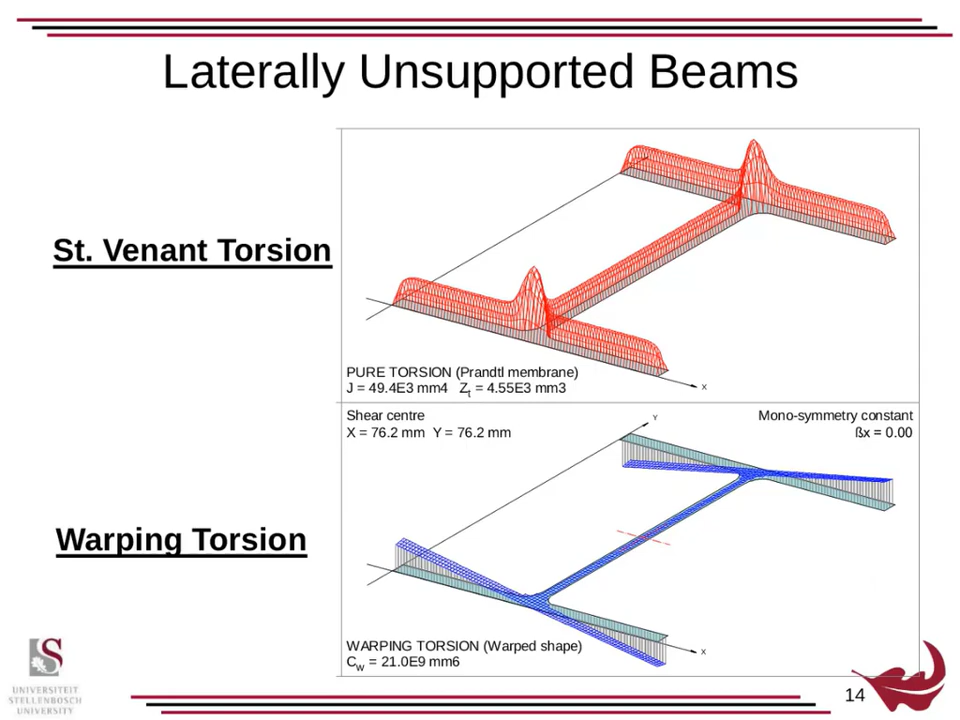 Laterally Unsupported Beams
St. Venant Torsion
PURE TORSION (Prandtl membrane)
J = 49.4E3 mm4 Zt = 4.55E3 mm3
X
Shear centre
X = 76.2 mm Y = 76.2 mm
Y
Mono-symmetry constant
ßx = 0.00
Warping Torsion
WARPING TORSION (Warped shape)
Cw = 21.0E9 mm6
X
UNIVERSITEIT
STELLENBOSCH
UNIVERSITY
14